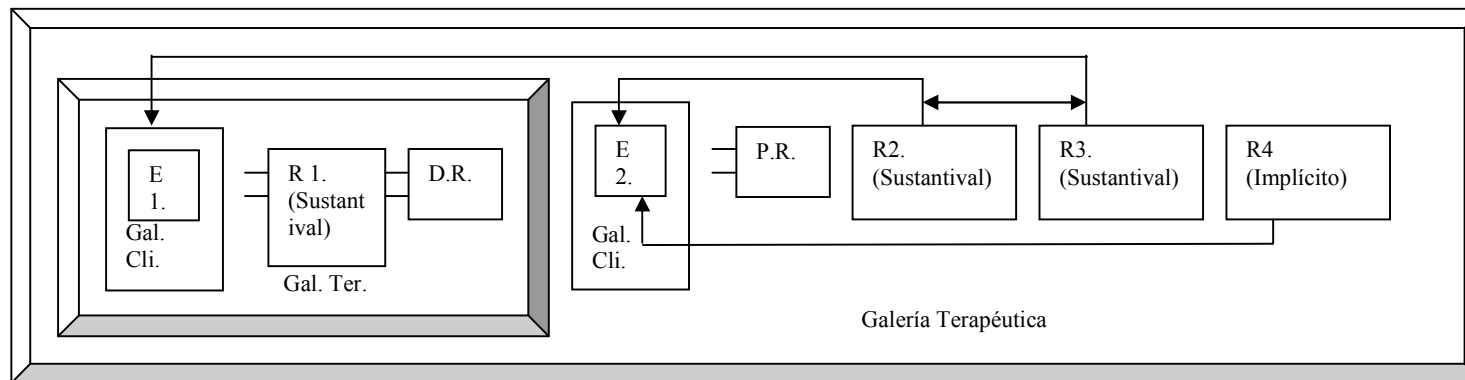 E
1.
Gal.
Cli.
R 1.
(Sustant
ival)
Gal. Ter.
D.R.
E
2.
Gal.
Cli.
P.R.
R2.
(Sustantival)
R3.
(Sustantival)
R4
(Implícito)
Galería Terapéutica